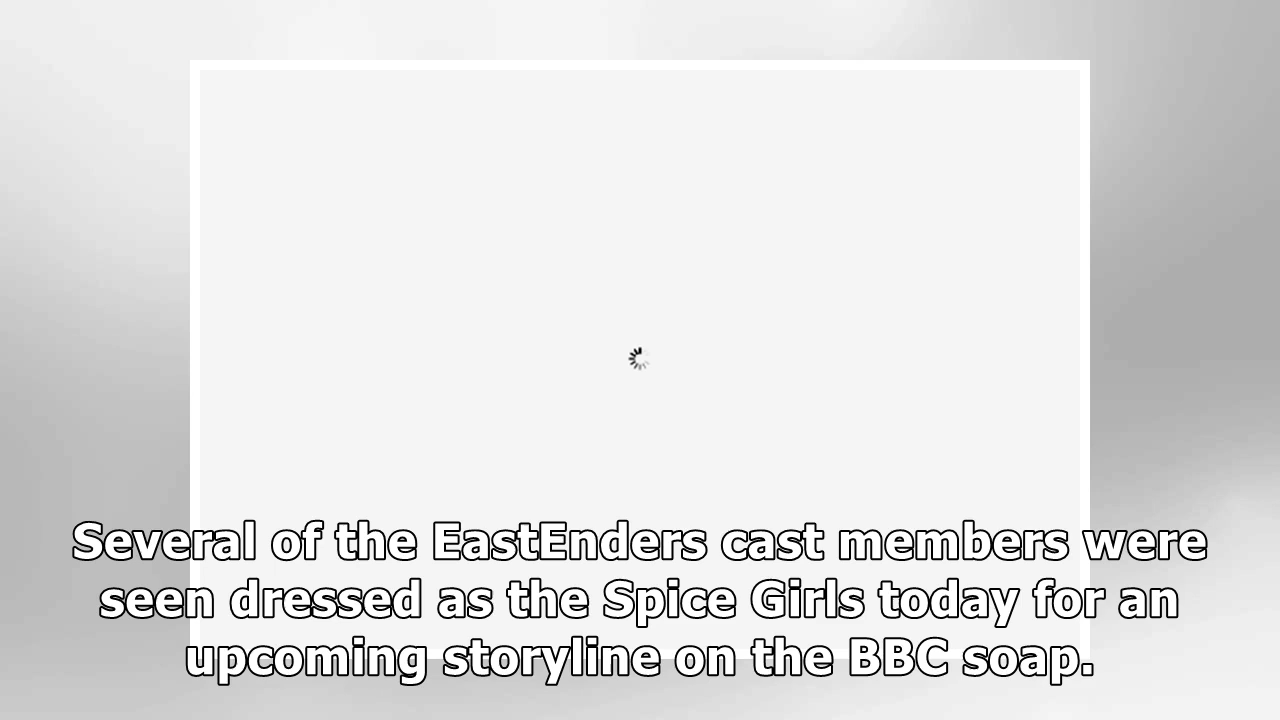 Several of the EastEnders cast members were
seen dressed as the Spice Girls today for an
upcoming storyline on the BBC soap.